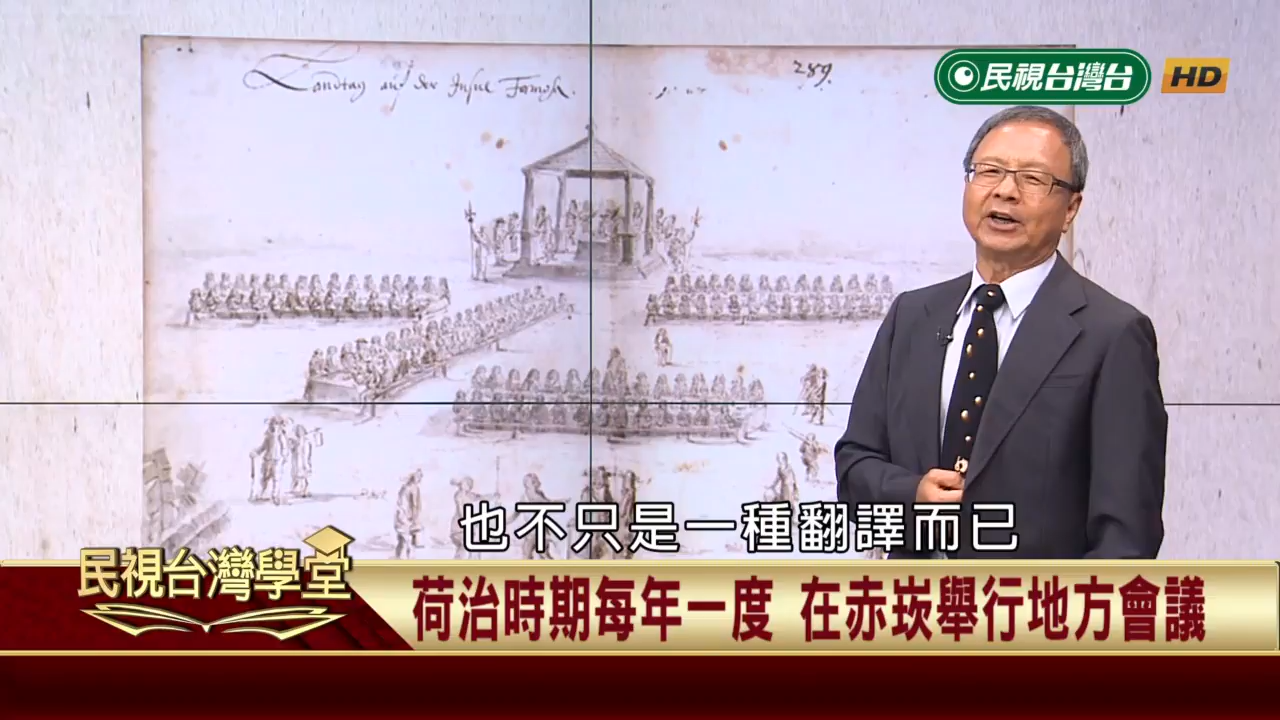 Landtag auf der Insul Formosa.
289.
民視台灣台
HD
也不只是一種翻譯而已
民視台灣學堂
荷治時期每年一度 在赤崁舉行地方會議